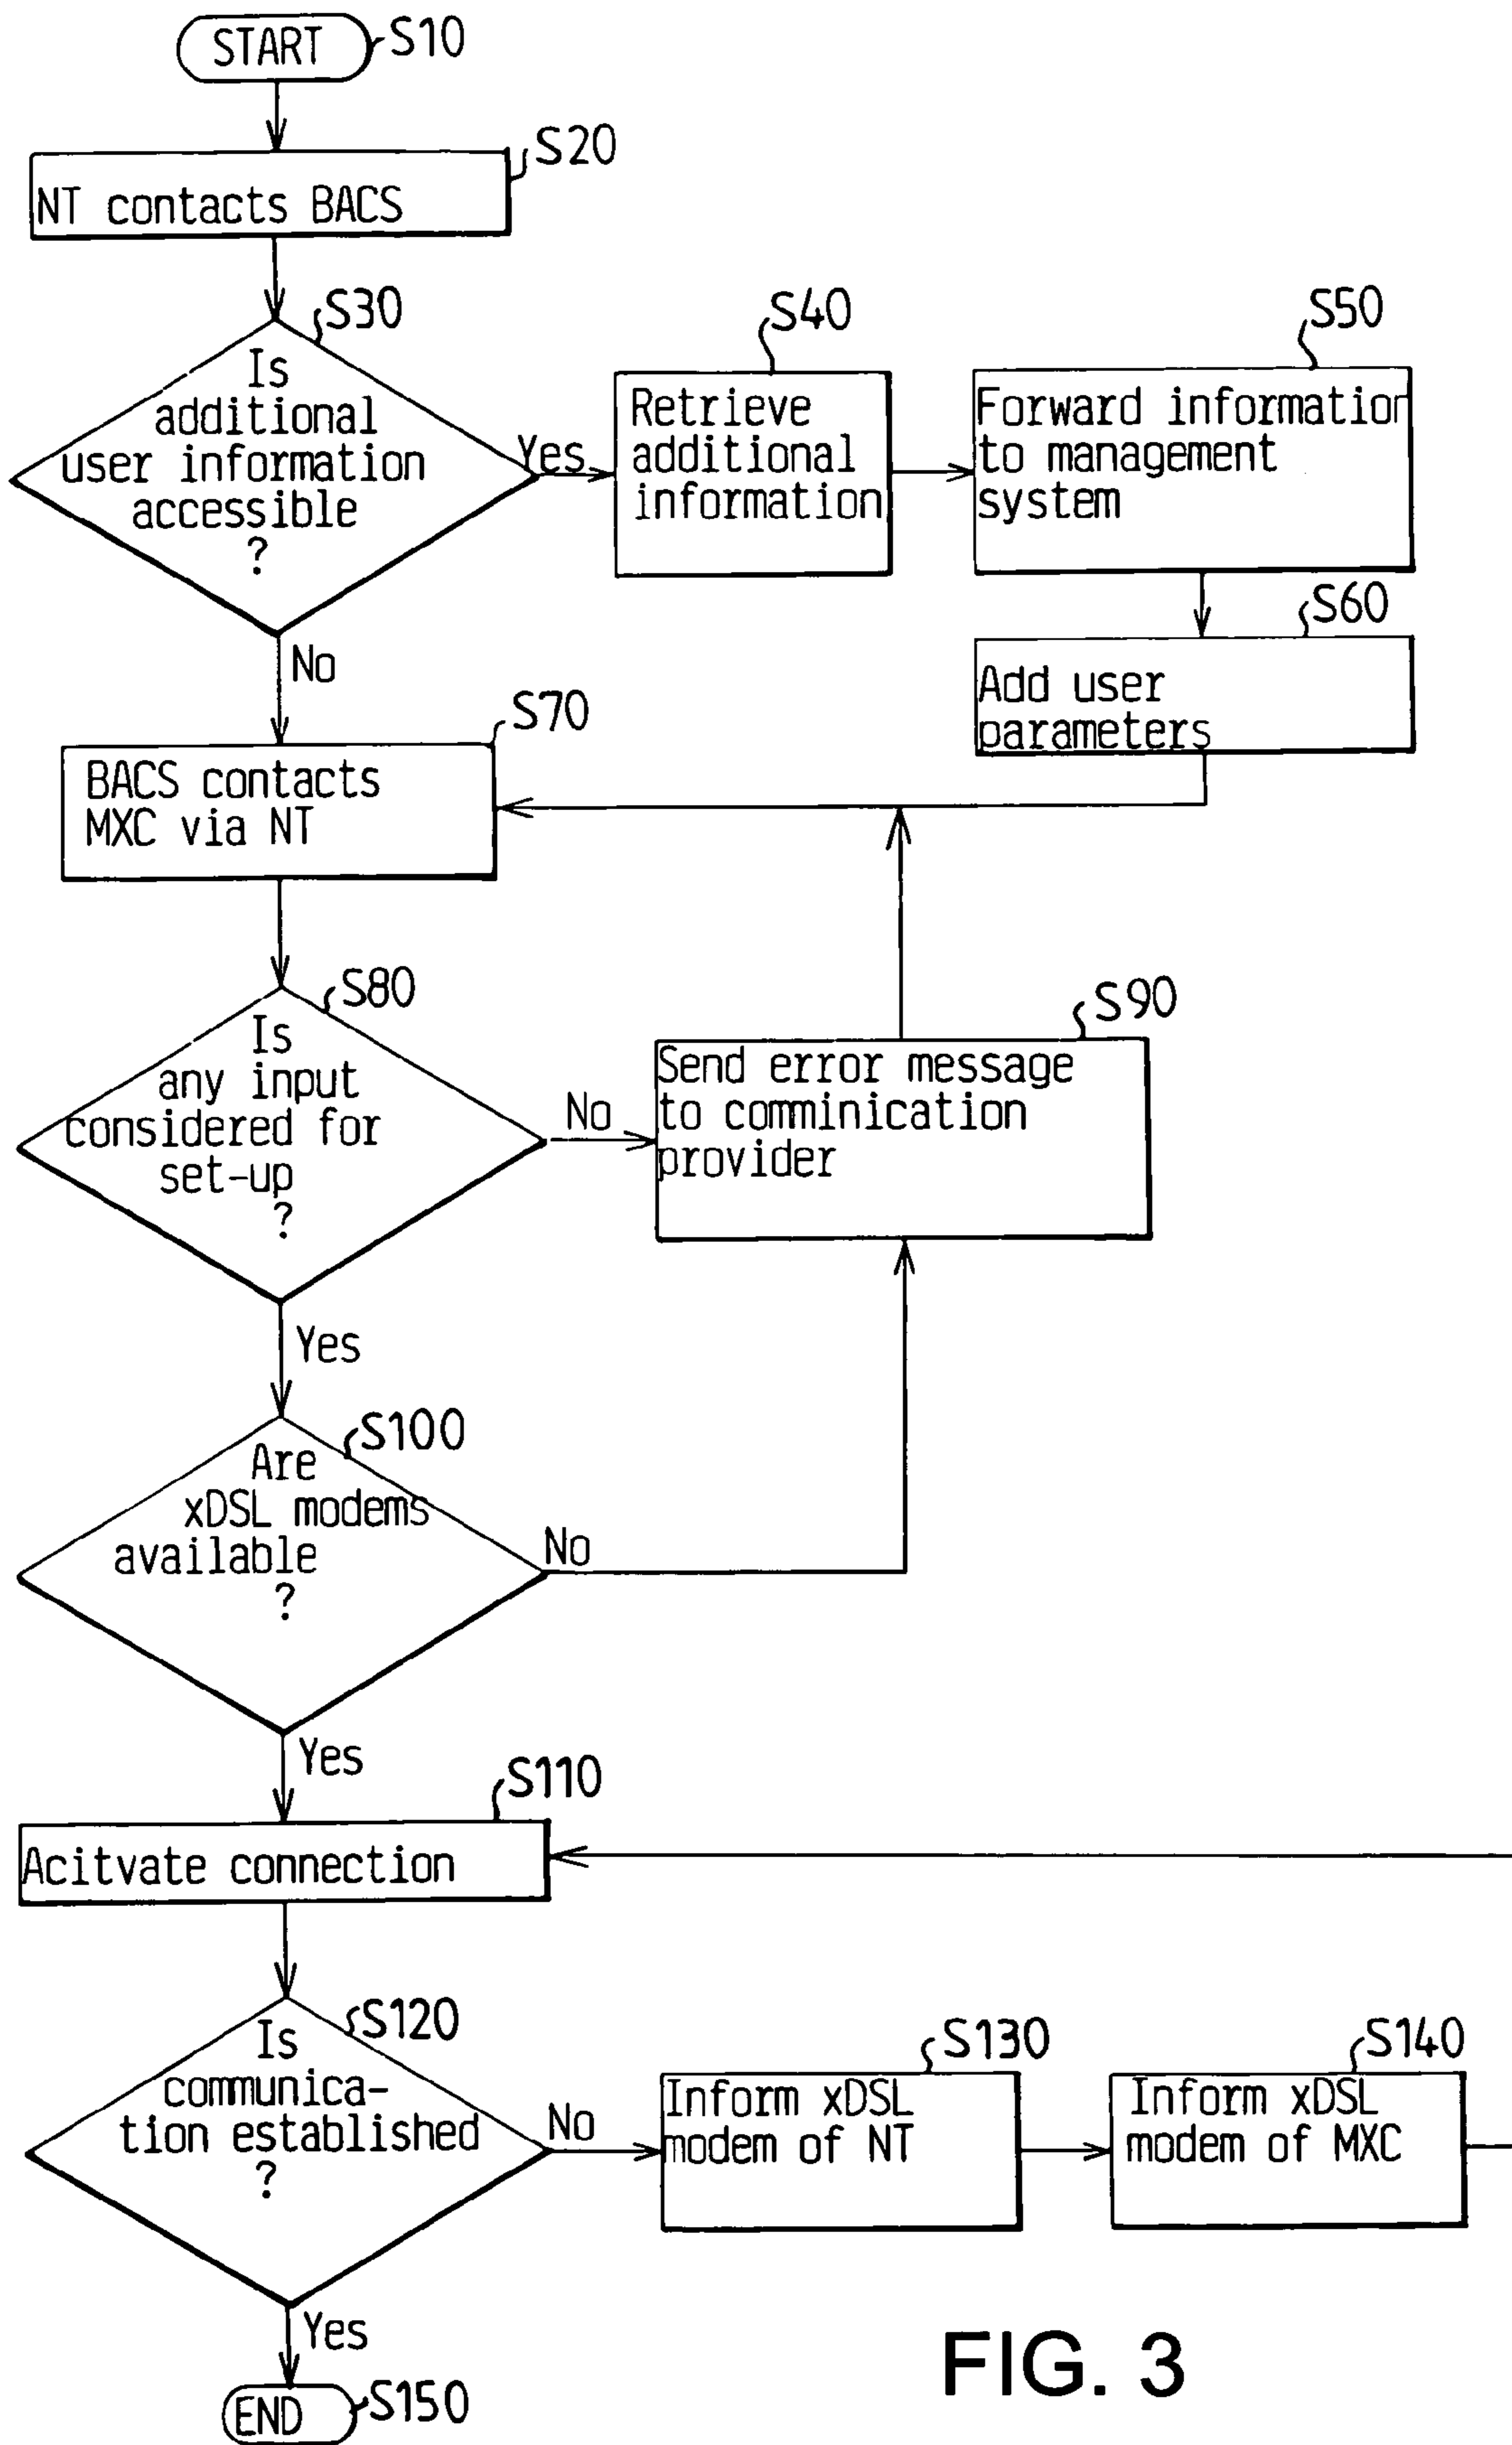 START
S10
S20
NT contacts BACS
S30
Is
additional
user information
accessible
?
Yes
No
S40
Retrieve
additional
information
S50
Forward information
to management
system
S60
Add user
parameters
S70
BACS contacts
MXC via NT
S80
Is
any input
considered for
set-up
?
No
Yes
S90
Send error message
to comminication
provider
S100
Are
xDSL modems
available
?
No
Yes
S110
Acitvate connection
S120
Is
communica-
tion established
?
No
Yes
S130
Inform xDSL
modem of NT
S140
Inform xDSL
modem of MXC
END
S150
FIG. 3